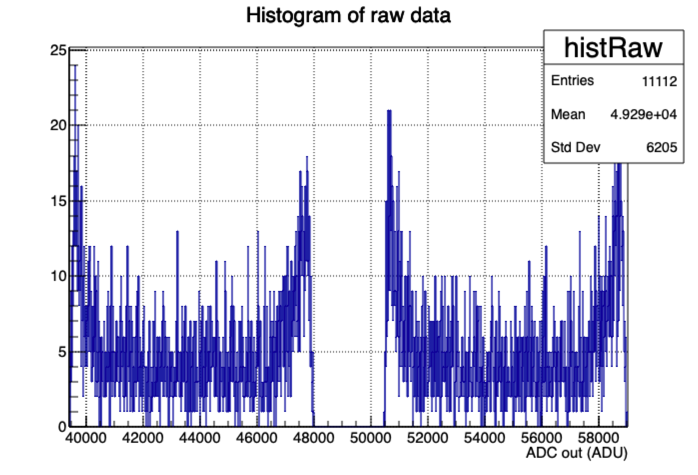 Histogram of raw data
histRaw
Entries 11112
Mean 4.929e+04
Std Dev 6205
25
20
15
10
5
0
40000 42000 44000 46000 48000 50000 52000 54000 56000 58000
ADC out (ADU)